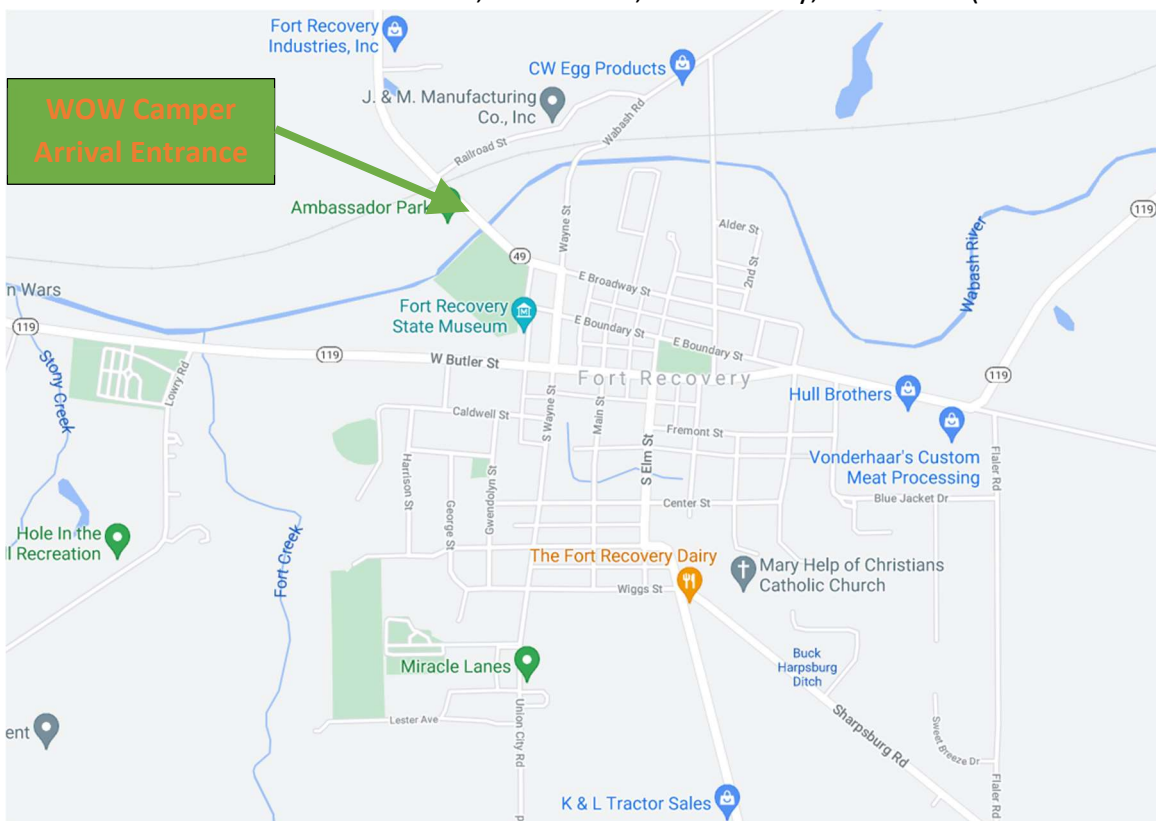 Fort Recovery
Industries, Inc
CW Egg Products
WOW Camper
Arrival Entrance
J. & M. Manufacturing
Co., Inc
Wabash Rd
Railroad St
Ambassador Park
119
Wayne St
Alder St
Wabash River
49
2nd St
E Broadway St
n Wars
Fort Recovery
State Museum
E Boundary St
E Boundary St
119
119
W Butler St
Stony Creek
Lowry Rd
Fort Recovery
119
Hull Brothers
Caldwell St
S Wayne St
Main St
Fremont St
S Elm St
Vonderhaar's Custom
Meat Processing
Flaler Rd
Harrison St
Gwendolyn St
George St
Center St
Blue Jacket Dr
Hole In the
ll Recreation
Fort Creek
The Fort Recovery Dairy
Mary Help of Christians
Catholic Church
Wiggs St
Miracle Lanes
Buck
Harpsburg
Ditch
Lester Ave
Union City Rd
Sharpsburg Rd
Sweet Breeze Dr
ent
Flaler Rd
K & L Tractor Sales